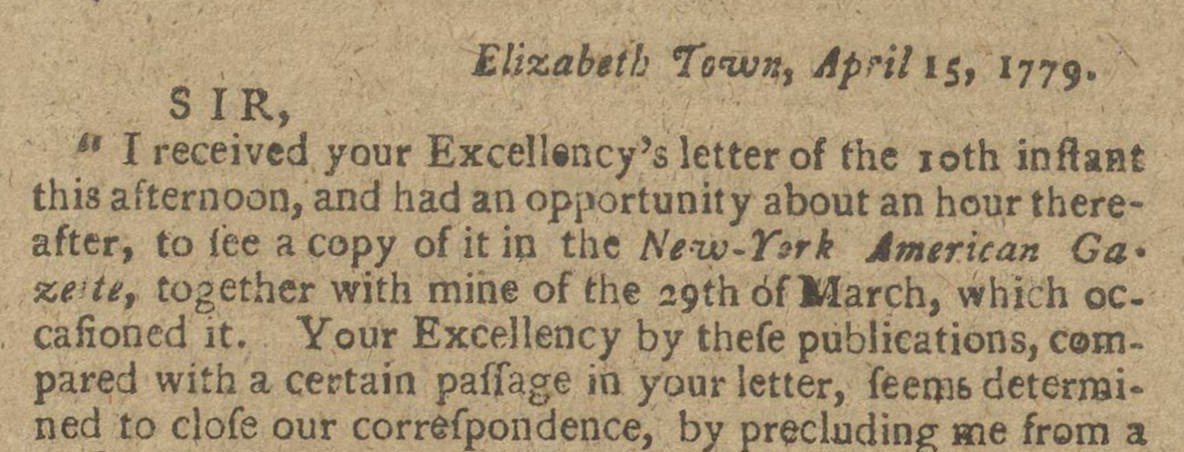 Elizabeth Town, April 15, 1779.
SIR,
" I received your Excellency's letter of the 10th inſtant
this afternoon, and had an opportunity about an hour there-
after, to ſee a copy of it in the New-York American Ga-
zette, together with mine of the 29th of March, which oc-
caſioned it. Your Excellency by theſe publications, com-
pared with a certain paſſage in your letter, ſeems determi-
ned to cloſe our correſpondence, by precluding me from a